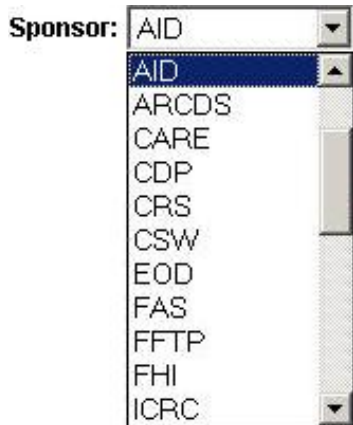 Sponsor: AID
AID
ARCDS
CARE
CDP
CRS
CSW
EOD
FAS
FFTP
FHI
ICRC